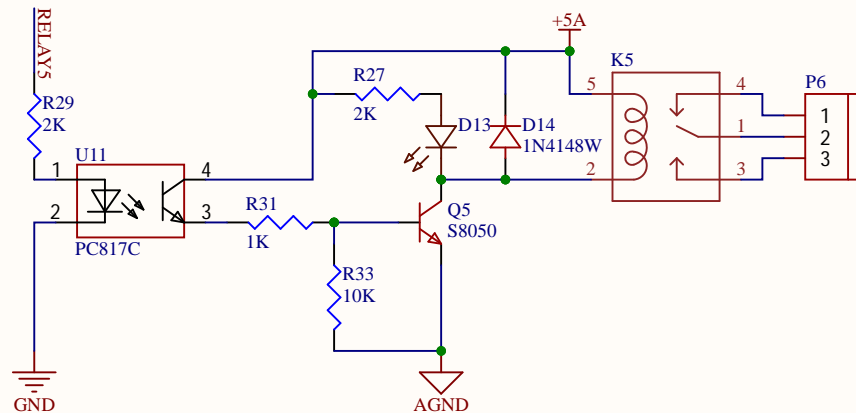 RELAY5
+5A
K5
P6
R29
2K
R27
2K
5
4
D13
D14
1N4148W
1
1
2
2
3
3
U11
1
4
2
3
PC817C
R31
1K
Q5
S8050
R33
10K
GND
AGND